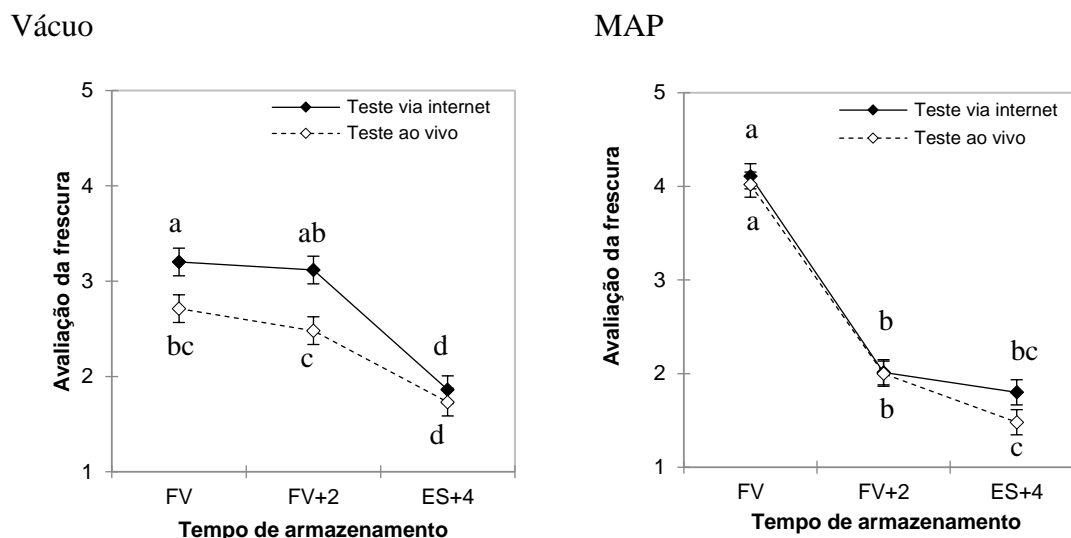 Vácuo
5
4
3
2
1
Avaliação da frescura
Teste via internet
Teste ao vivo
a
ab
bc
c
d
d
FV
FV+2
ES+4
Tempo de armazenamento
MAP
5
4
3
2
1
Avaliação da frescura
Teste via internet
Teste ao vivo
a
a
b
b
bc
c
FV
FV+2
ES+4
Tempo de armazenamento